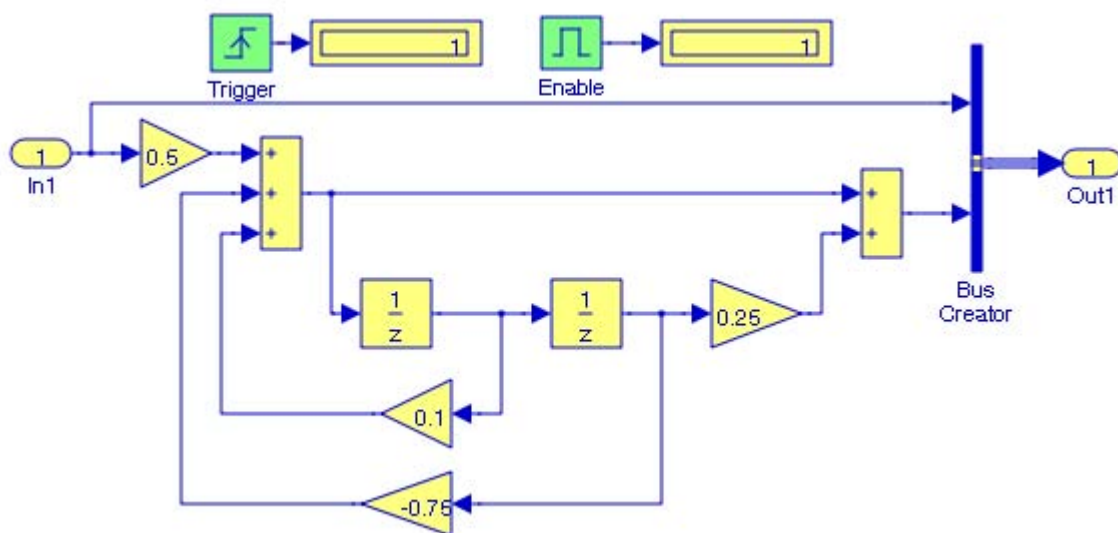 1
1
Trigger
Enable
1
In1
0.5
+
+
+
+
+
1
Out1
1
z
1
z
0.25
Bus
Creator
0.1
-0.75